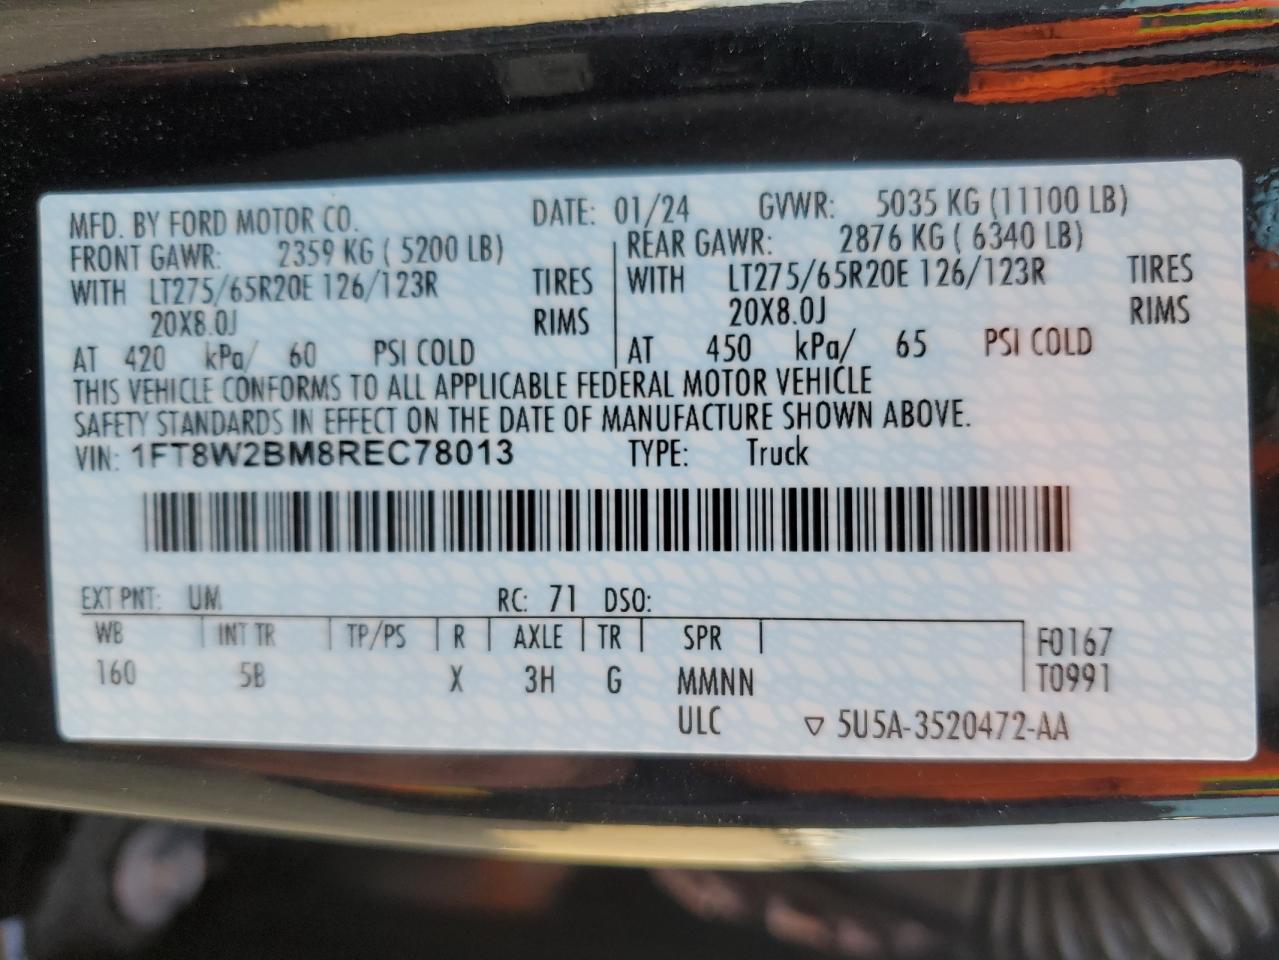 MFD. BY FORD MOTOR CO. DATE: 01/24 GVWR: 5035 KG (11100 LB)
FRONT GAWR: 2359 KG ( 5200 LB) REAR GAWR: 2876 KG ( 6340 LB)
WITH LT275/65R20E 126/123R TIRES WITH LT275/65R20E 126/123R TIRES
20X8.0J RIMS 20X8.0J RIMS
AT 420 kPa/ 60 PSI COLD AT 450 kPa/ 65 PSI COLD
THIS VEHICLE CONFORMS TO ALL APPLICABLE FEDERAL MOTOR VEHICLE
SAFETY STANDARDS IN EFFECT ON THE DATE OF MANUFACTURE SHOWN ABOVE.
VIN: 1FT8W2BM8REC78013 TYPE: Truck
EXT PNT: UM RC: 71 DSO:
WB INT TR TP/PS R AXLE TR SPR F0167
160 5B X 3H G MMNN T0991
ULC ▽ 5U5A-3520472-AA